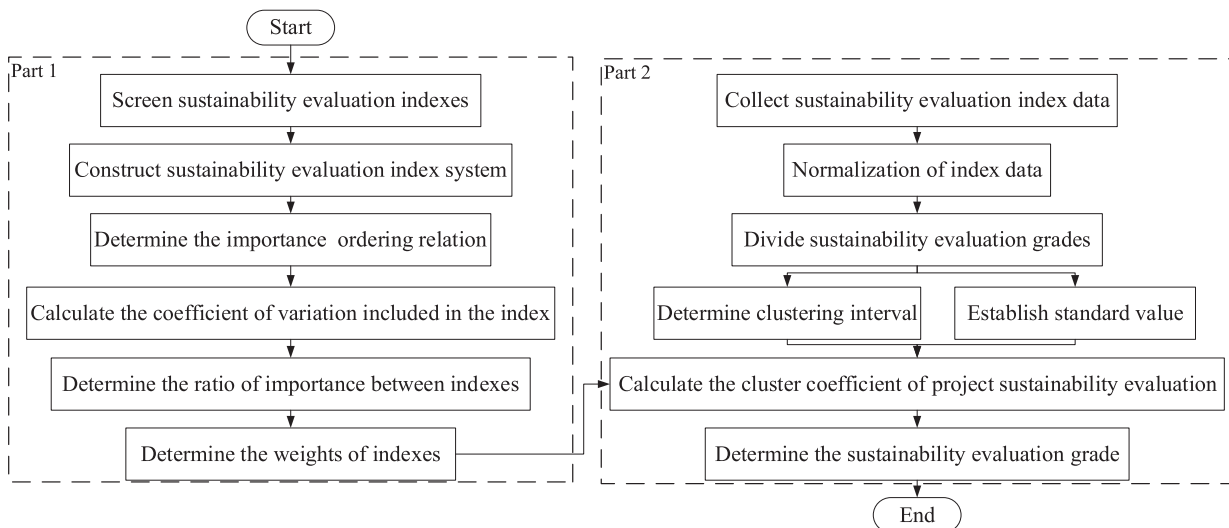 Start
Part 1
Screen sustainability evaluation indexes
Construct sustainability evaluation index system
Determine the importance ordering relation
Calculate the coefficient of variation included in the index
Determine the ratio of importance between indexes
Determine the weights of indexes
Part 2
Collect sustainability evaluation index data
Normalization of index data
Divide sustainability evaluation grades
Determine clustering interval
Establish standard value
Calculate the cluster coefficient of project sustainability evaluation
Determine the sustainability evaluation grade
End